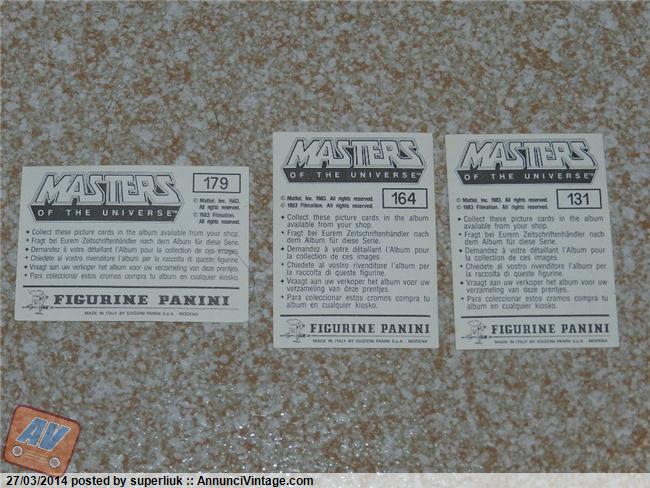 MASTERS
OF THE UNIVERSE™
179
© Mattel, Inc. 1983.
All rights reserved.
© 1983 Filmation.
All rights reserved.
• Collect these picture cards in the album available from your shop.
• Fragt bei Eurem Zeitschriftenhändler nach dem Album für diese Serie.
• Demandez à votre détaillant l'Album pour la collection de ces images.
• Chiedete al vostro rivenditore l'album per la raccolta di queste figurine.
• Vraagt aan uw verkoper het album voor uw verzameling van deze prentjes.
• Para coleccionar estos cromos compra tu álbum en cualquier kiosko.
FIGURINE PANINI
MADE IN ITALY BY EDIZIONI PANINI S.p.A. - MODENA
MASTERS
OF THE UNIVERSE™
164
© Mattel, Inc. 1983. All rights reserved.
© 1983 Filmation. All rights reserved.
• Collect these picture cards in the album
available from your shop.
• Fragt bei Eurem Zeitschriftenhändler nach
dem Album für diese Serie.
• Demandez à votre détaillant l'Album pour
la collection de ces images.
• Chiedete al vostro rivenditore l'album per
la raccolta di queste figurine.
• Vraagt aan uw verkoper het album voor uw
verzameling van deze prentjes.
• Para coleccionar estos cromos compra tu
álbum en cualquier kiosko.
FIGURINE PANINI
MADE IN ITALY BY EDIZIONI PANINI S.p.A. - MODENA
MASTERS
OF THE UNIVERSE™
131
© Mattel, Inc. 1983. All rights reserved.
© 1983 Filmation. All rights reserved.
• Collect these picture cards in the album
available from your shop.
• Fragt bei Eurem Zeitschriftenhändler nach
dem Album für diese Serie.
• Demandez à votre détaillant l'Album pour
la collection de ces images.
• Chiedete al vostro rivenditore l'album per
la raccolta di queste figurine.
• Vraagt aan uw verkoper het album voor uw
verzameling van deze prentjes.
• Para coleccionar estos cromos compra tu
álbum en cualquier kiosko.
FIGURINE PANINI
MADE IN ITALY BY EDIZIONI PANINI S.p.A. - MODENA
AV
27/03/2014 posted by superliuk :: AnnunciVintage.com